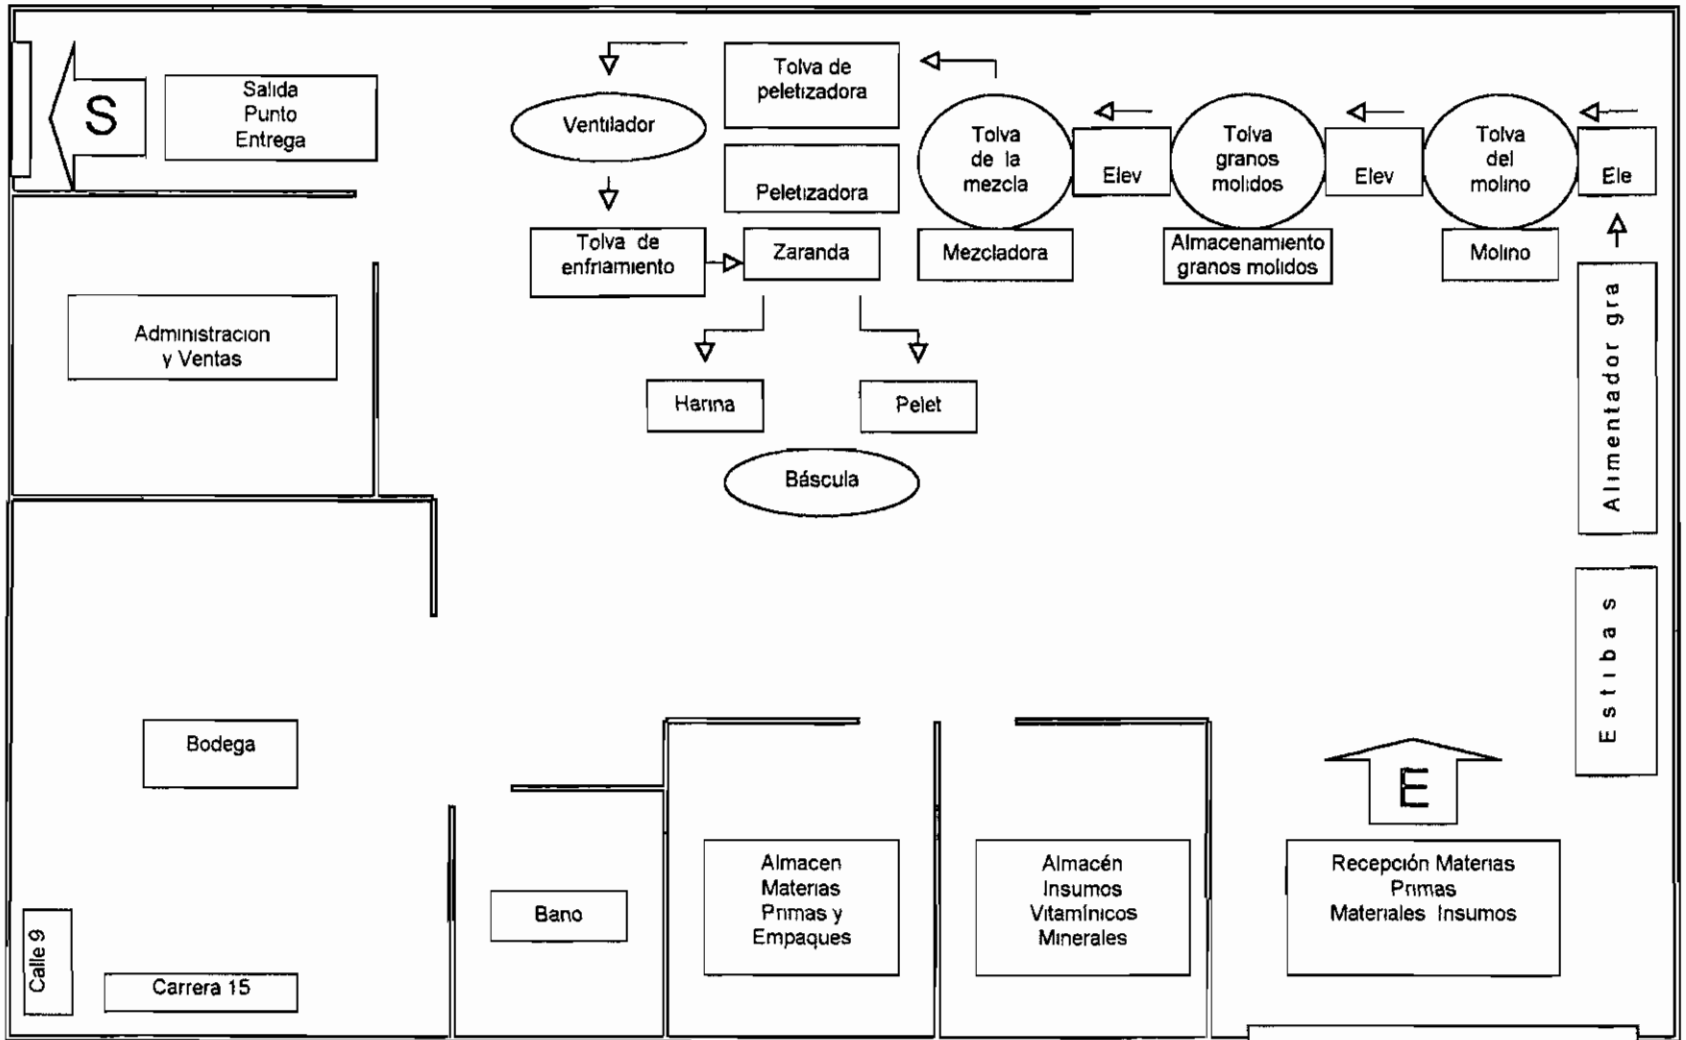 S
Salida
Punto
Entrega
Ventilador
Tolva de
peletizadora
Peletizadora
Tolva
de la
mezcla
Elev
Tolva
granos
molidos
Elev
Tolva
del
molino
Ele
Tolva de
enfriamiento
Zaranda
Mezcladora
Almacenamiento
granos molidos
Molino
Alimentador gra
Administracion
y Ventas
Harina
Pelet
Báscula
Estibas
Bodega
E
Almacen
Materias
Primas y
Empaques
Almacén
Insumos
Vitamínicos
Minerales
Recepción Materias
Primas
Materiales Insumos
Bano
Calle 9
Carrera 15